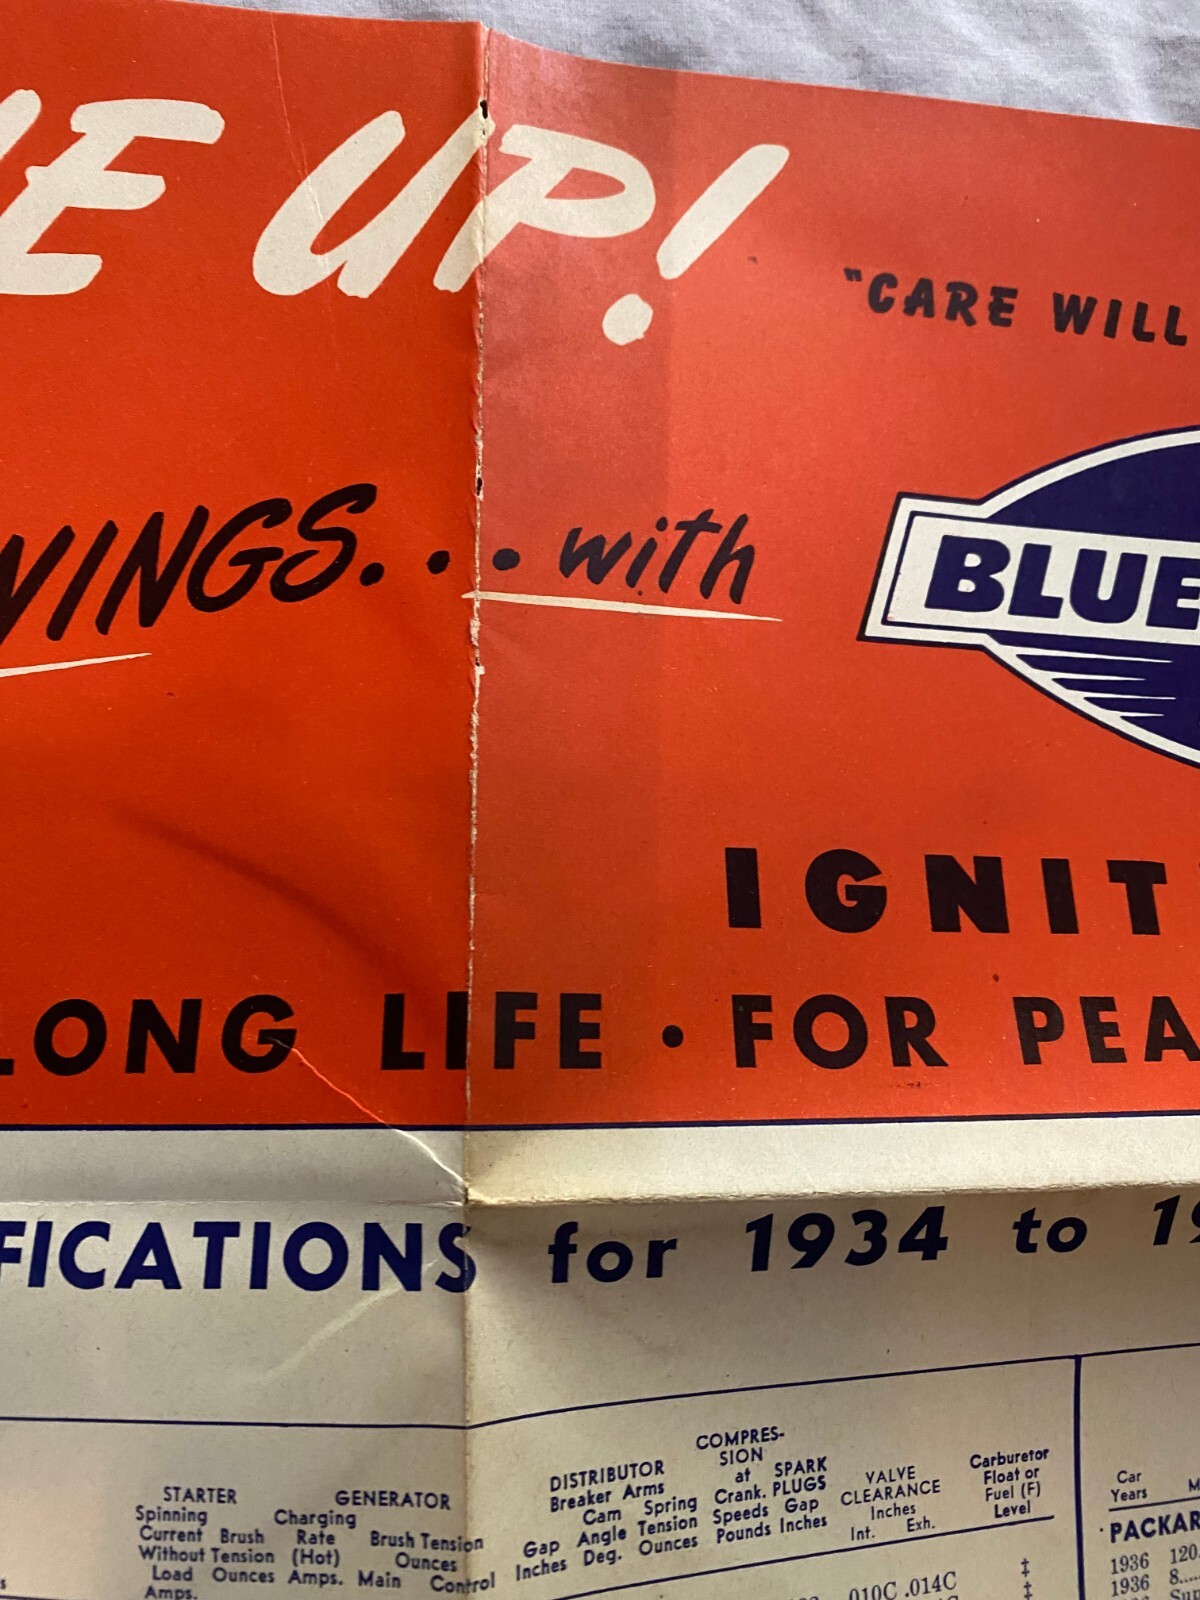 UE UP!
"CARE WILL
VINGS... with
BLUE
IGNIT
LONG LIFE • FOR PEA
FICATIONS for 1934 to 19
COMPRES-
SION
DISTRIBUTOR at SPARK
Breaker Arms Crank. PLUGS
Cam Spring Speeds Gap
Gap Angle Tension Pounds Inches
Inches Deg. Ounces
VALVE
CLEARANCE
Inches
Int. Exh.
Carburetor
Float or
Fuel (F)
Level
STARTER GENERATOR
Spinning Charging
Current Brush Rate Brush Tension
Without Tension (Hot) Ounces
Load Ounces Amps. Main Control
Amps.
Car
Years M
• PACKAR
1936 120.
1936 8.....
.010C .014C ‡
‡